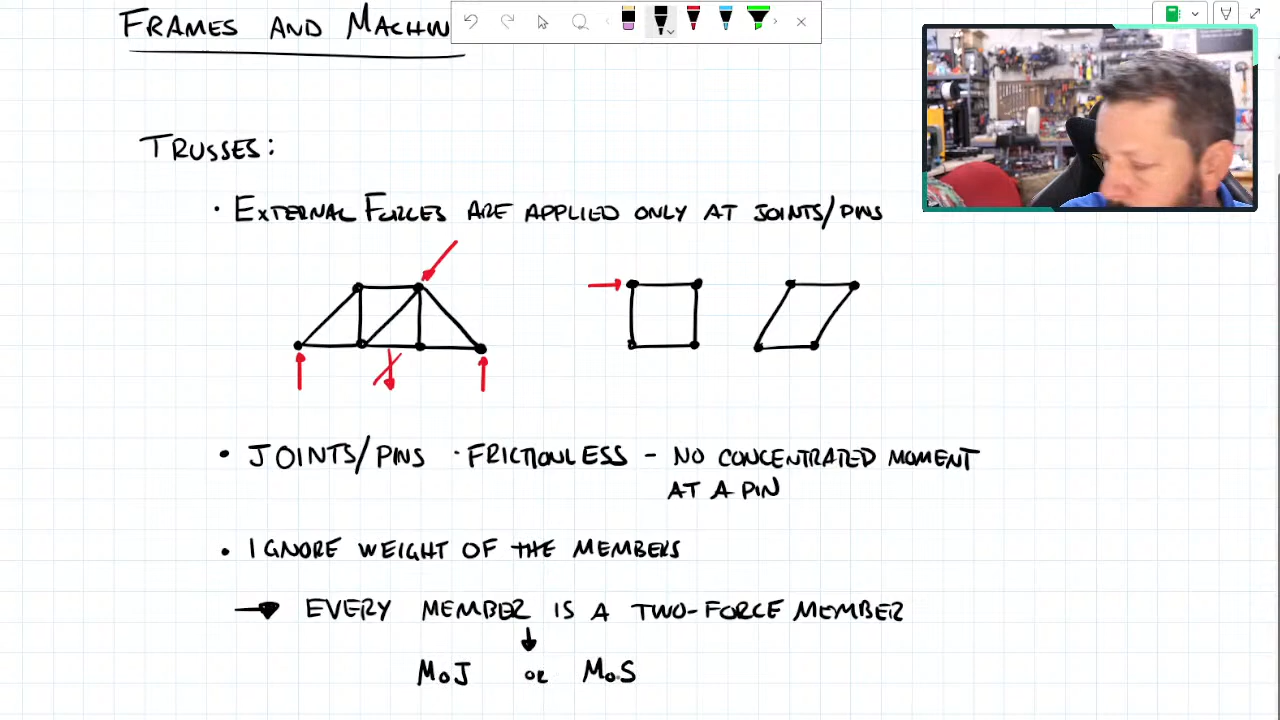 FRAMES AND MACHIN
TRUSSES:
• EXTERNAL FORCES ARE APPLIED ONLY AT JOINTS/PINS
• JOINTS/PINS • FRICTIONLESS - NO CONCENTRATED MOMENT
AT A PIN
• IGNORE WEIGHT OF THE MEMBERS
→ EVERY MEMBER IS A TWO-FORCE MEMBER
MoJ or MoS